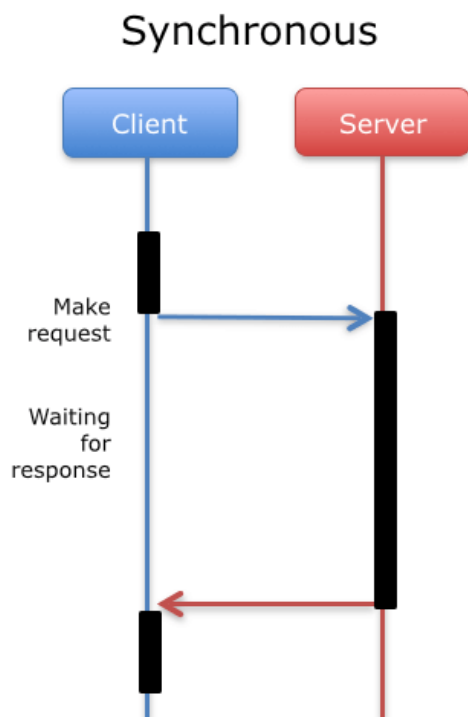 Synchronous
Client
Server
Make
request
Waiting
for
response